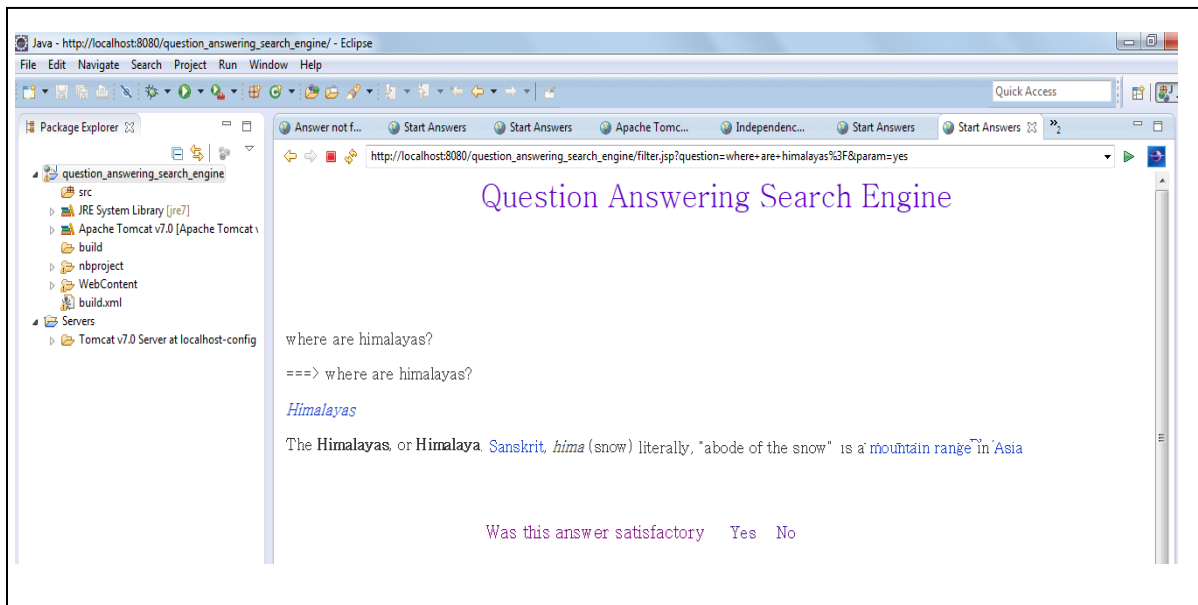 Java - http://localhost:8080/question_answering_search_engine/ - Eclipse
File Edit Navigate Search Project Run Window Help
Quick Access
Package Explorer
question_answering_search_engine
src
JRE System Library [jre7]
Apache Tomcat v7.0 [Apache Tomcat v
build
nbproject
WebContent
build.xml
Servers
Tomcat v7.0 Server at localhost-config
Answer not f... Start Answers Start Answers Apache Tomc... Independenc... Start Answers Start Answers »2
http://localhost:8080/question_answering_search_engine/filter.jsp?question=where+are+himalayas%3F&param=yes
Question Answering Search Engine
where are himalayas?
===> where are himalayas?
Himalayas
The Himalayas, or Himalaya. Sanskrit, hima (snow) literally, "abode of the snow" is a mountain range in Asia
Was this answer satisfactory Yes No